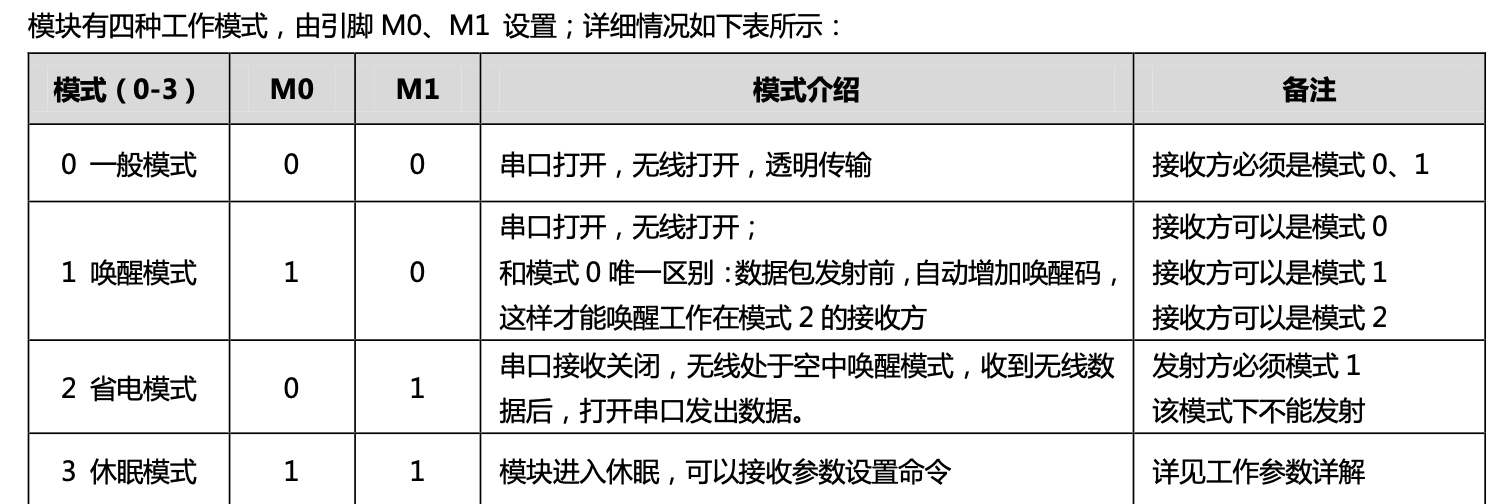 模块有四种工作模式，由引脚 M0、M1 设置；详细情况如下表所示：
模式（0-3） M0 M1 模式介绍 备注
0 一般模式 0 0 串口打开，无线打开，透明传输 接收方必须是模式 0、1
1 唤醒模式 1 0 串口打开，无线打开；
和模式 0 唯一区别：数据包发射前，自动增加唤醒码，
这样才能唤醒工作在模式 2 的接收方
接收方可以是模式 0
接收方可以是模式 1
接收方可以是模式 2
2 省电模式 0 1 串口接收关闭，无线处于空中唤醒模式，收到无线数
据后，打开串口发出数据。
发射方必须模式 1
该模式下不能发射
3 休眠模式 1 1 模块进入休眠，可以接收参数设置命令 详见工作参数详解